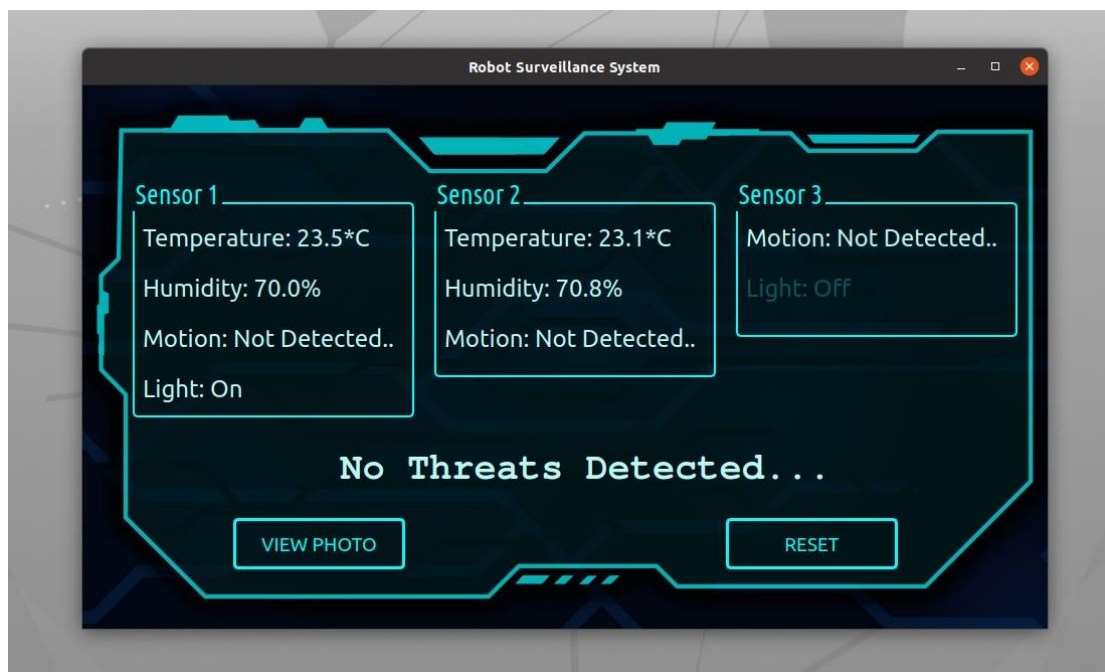 Robot Surveillance System
Sensor 1
Temperature: 23.5*C
Humidity: 70.0%
Motion: Not Detected..
Light: On
Sensor 2
Temperature: 23.1*C
Humidity: 70.8%
Motion: Not Detected..
Sensor 3
Motion: Not Detected..
Light: Off
No Threats Detected...
VIEW PHOTO
RESET